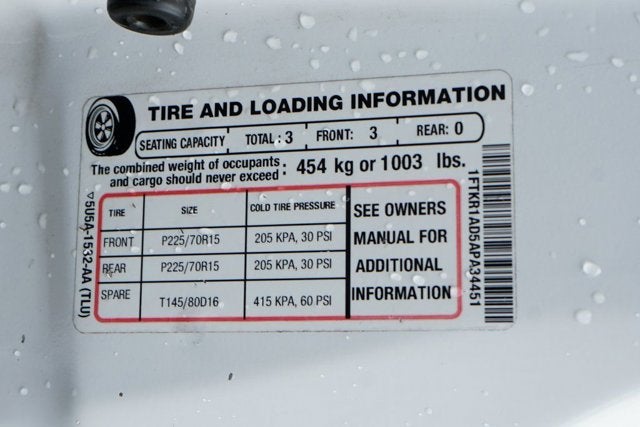 TIRE AND LOADING INFORMATION
SEATING CAPACITY TOTAL : 3 FRONT: 3 REAR: 0
The combined weight of occupants
and cargo should never exceed : 454 kg or 1003 lbs.
TIRE SIZE COLD TIRE PRESSURE
FRONT P225/70R15 205 KPA, 30 PSI
REAR P225/70R15 205 KPA, 30 PSI
SPARE T145/80D16 415 KPA, 60 PSI
SEE OWNERS
MANUAL FOR
ADDITIONAL
INFORMATION
▽5U5A-1532-AA (TLU)
1FTKR1AD5APA34451